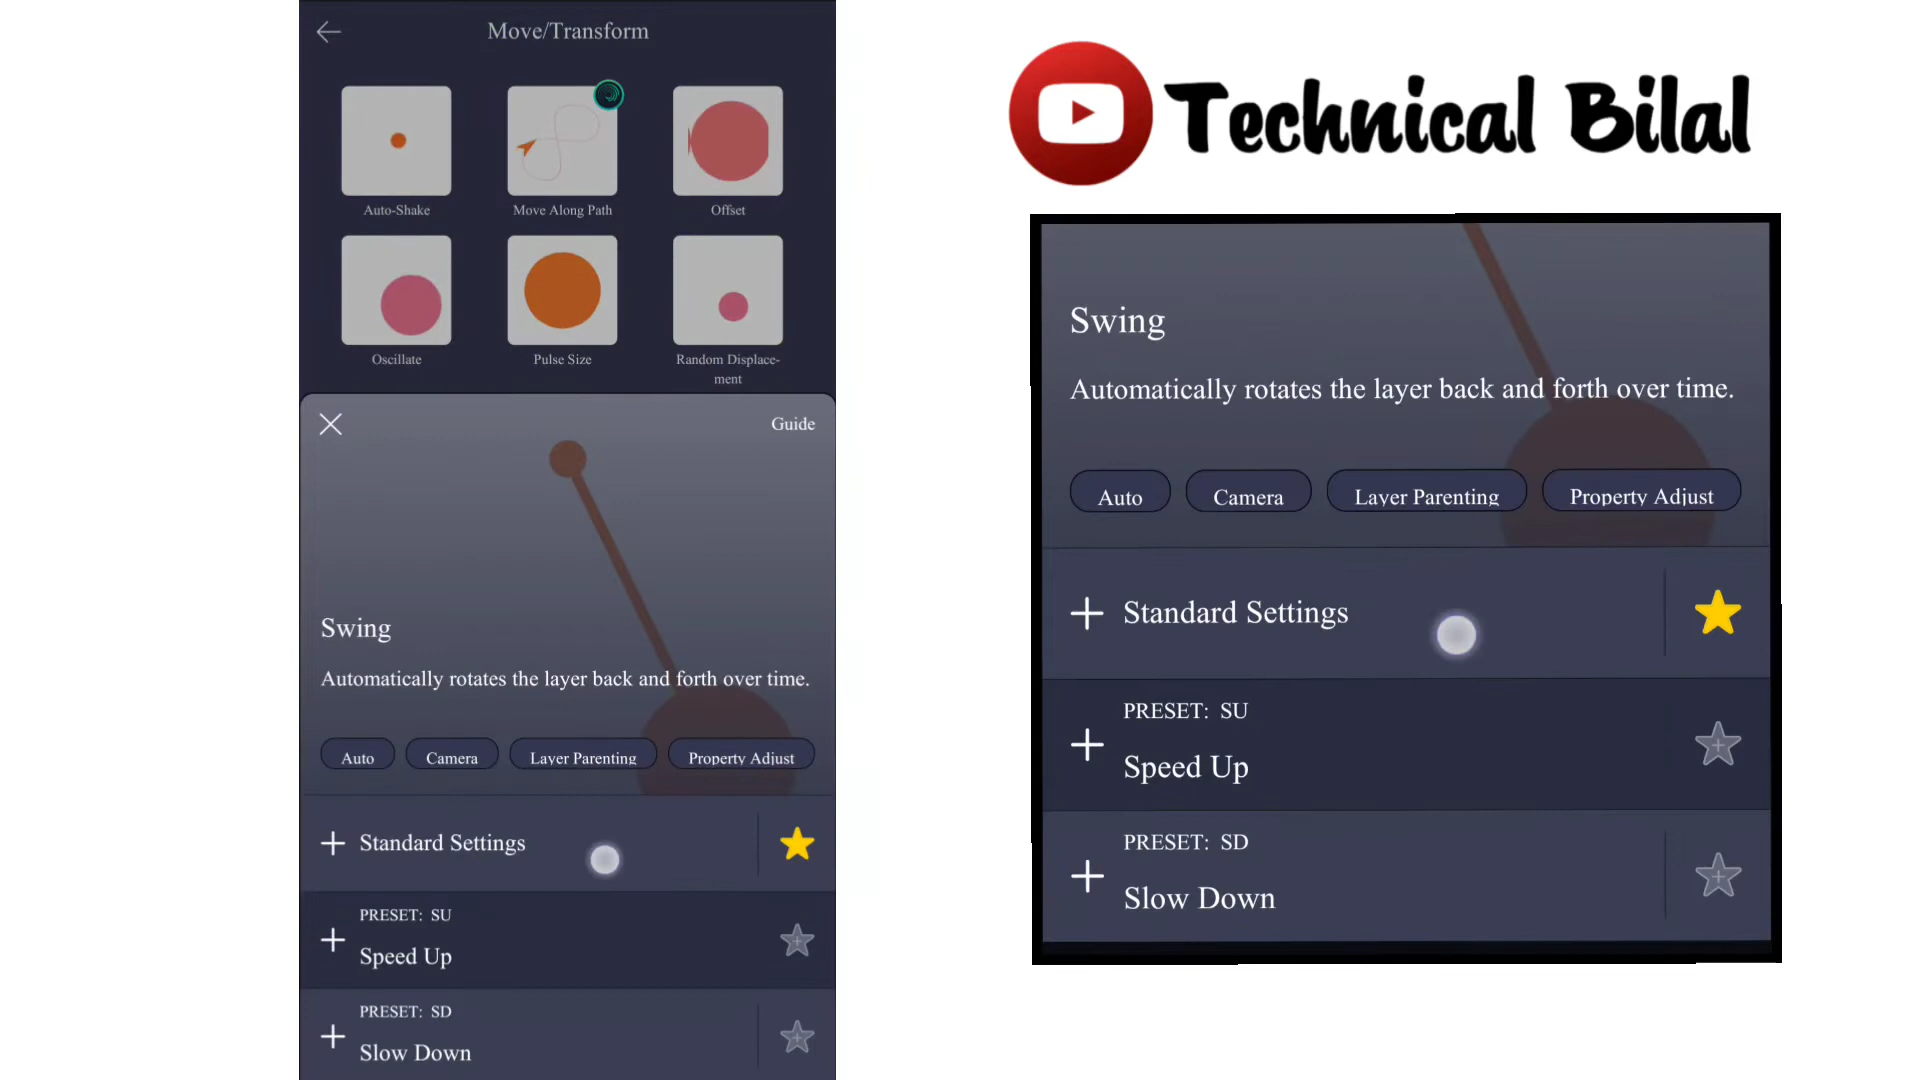 Move/Transform
Auto-Shake
Move Along Path
Offset
Oscillate
Pulse Size
Random Displace-
ment
Guide
Swing
Automatically rotates the layer back and forth over time.
Auto
Camera
Layer Parenting
Property Adjust
Standard Settings
PRESET: SU
Speed Up
PRESET: SD
Slow Down
Technical Bilal
Swing
Automatically rotates the layer back and forth over time.
Auto
Camera
Layer Parenting
Property Adjust
Standard Settings
PRESET: SU
Speed Up
PRESET: SD
Slow Down